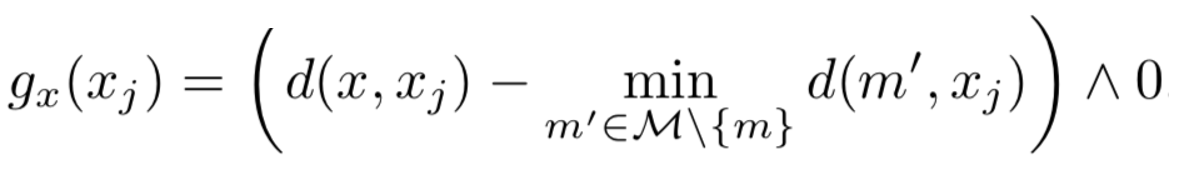 $g_x(x_j) = \left( d(x, x_j) - \min_{m' \in \mathcal{M} \setminus \{m\}} d(m', x_j) \right) \wedge 0$